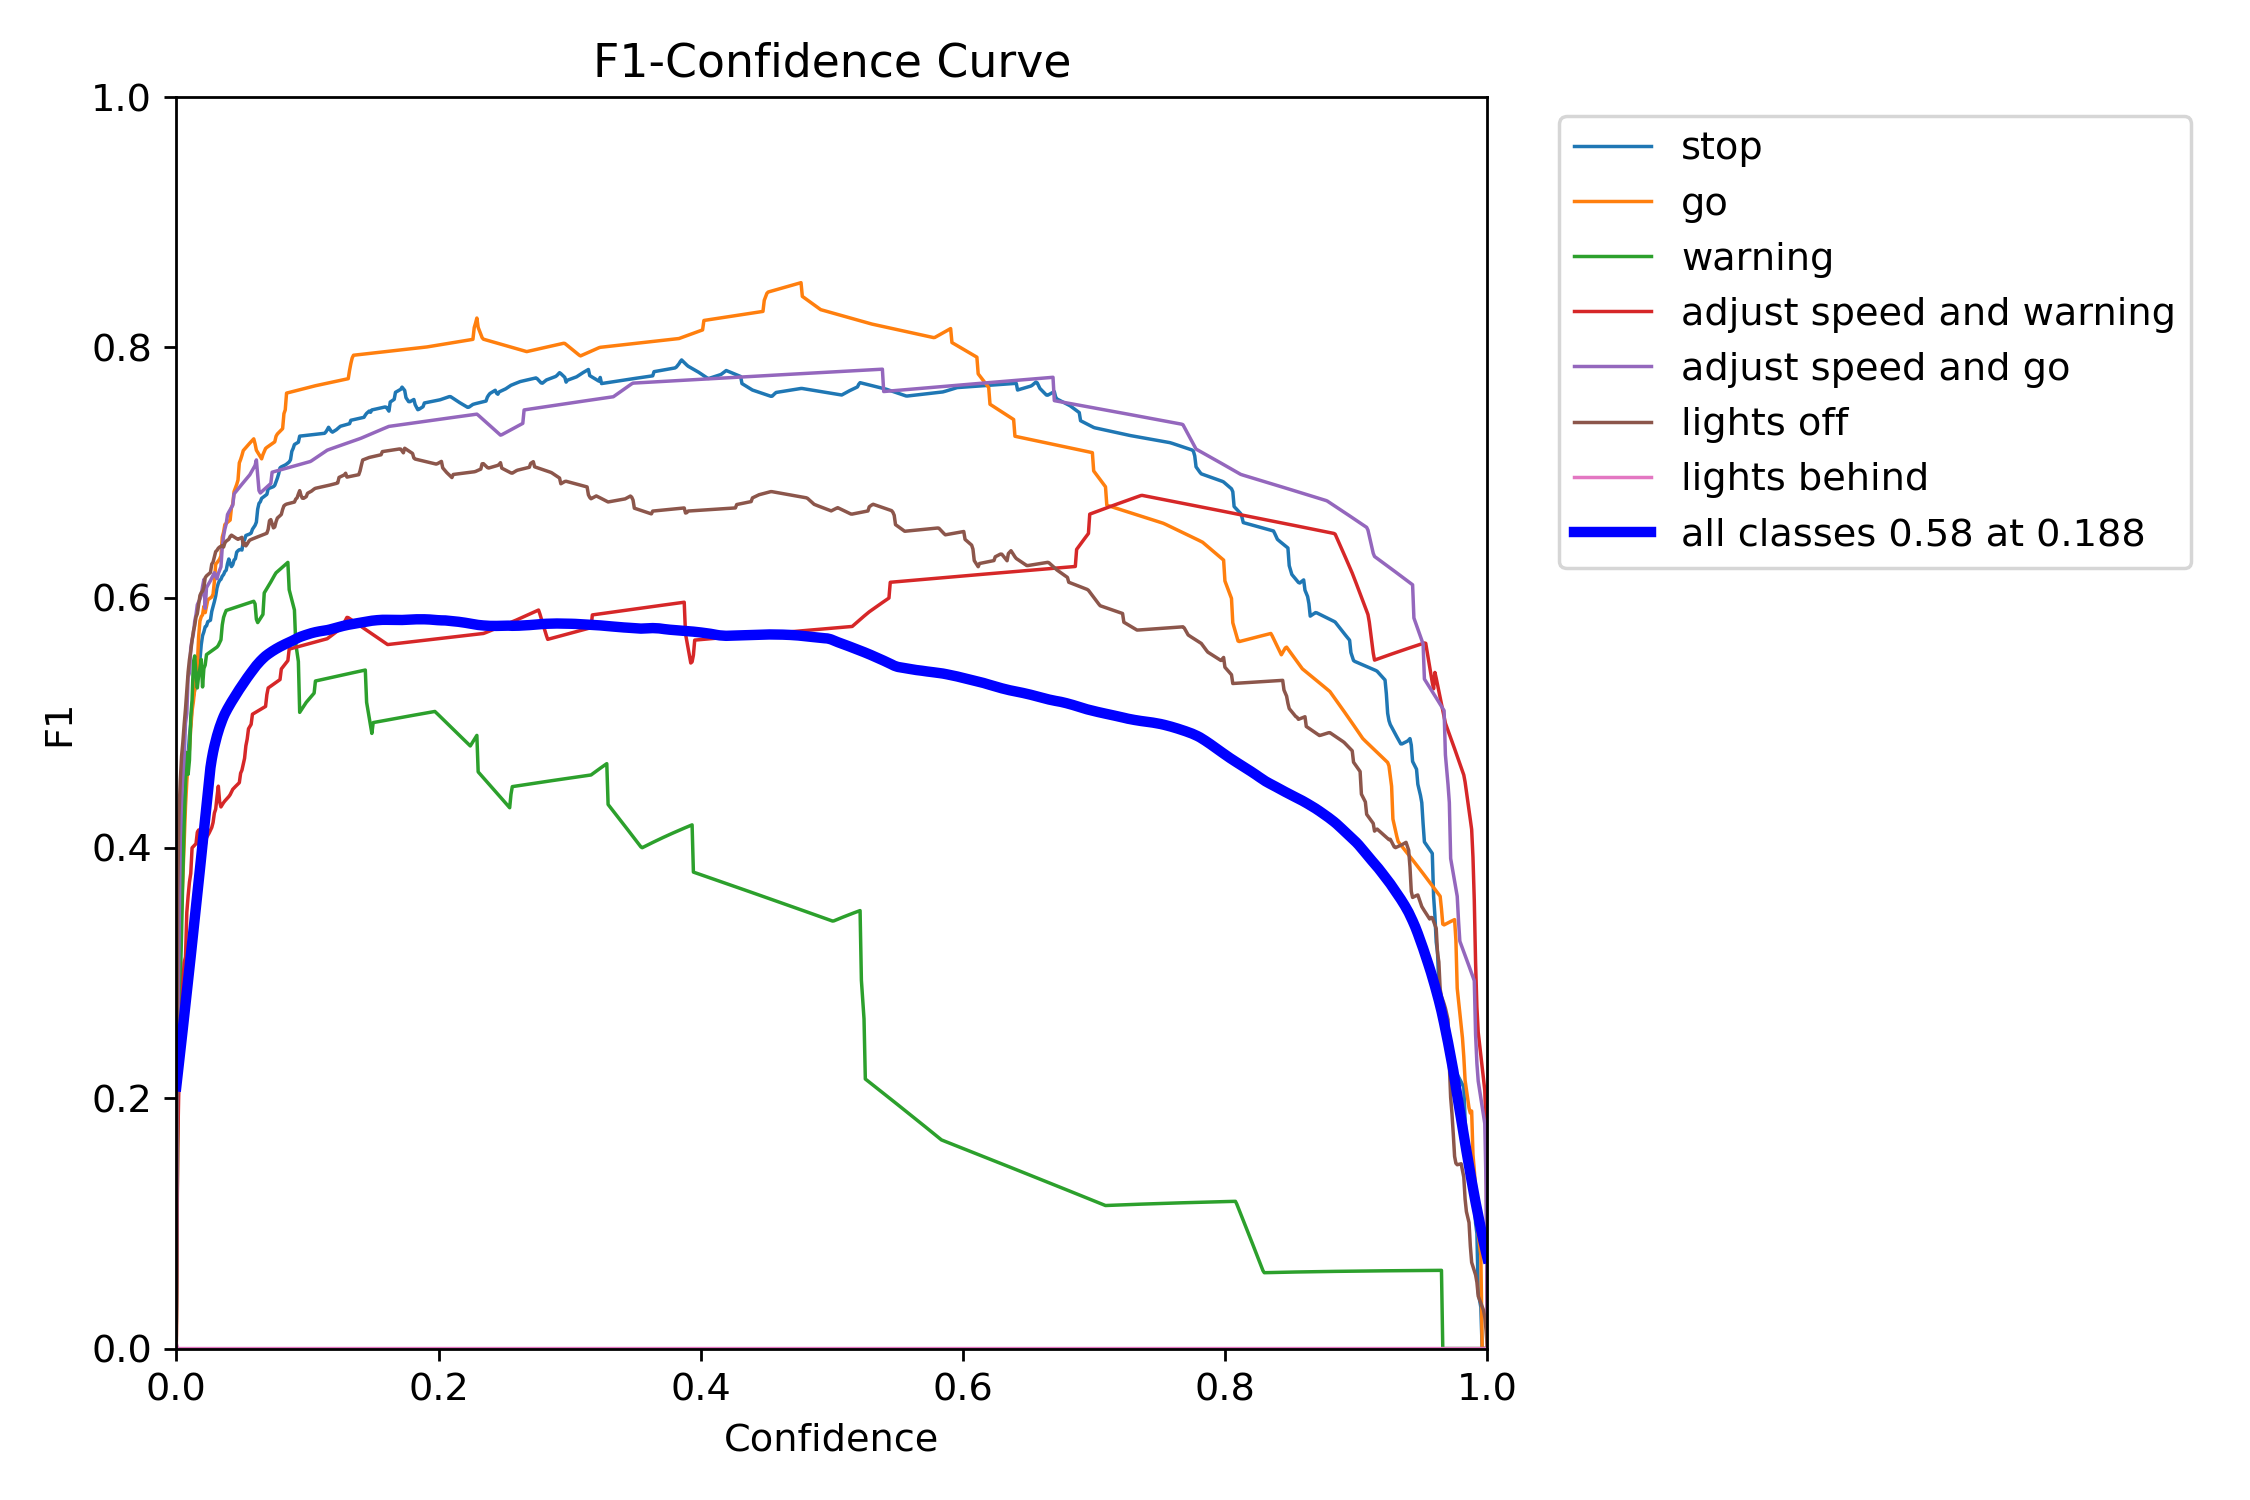 F1-Confidence Curve
1.0
0.8
0.6
0.4
0.2
0.0
F1
0.0 0.2 0.4 0.6 0.8 1.0
Confidence
stop
go
warning
adjust speed and warning
adjust speed and go
lights off
lights behind
all classes 0.58 at 0.188